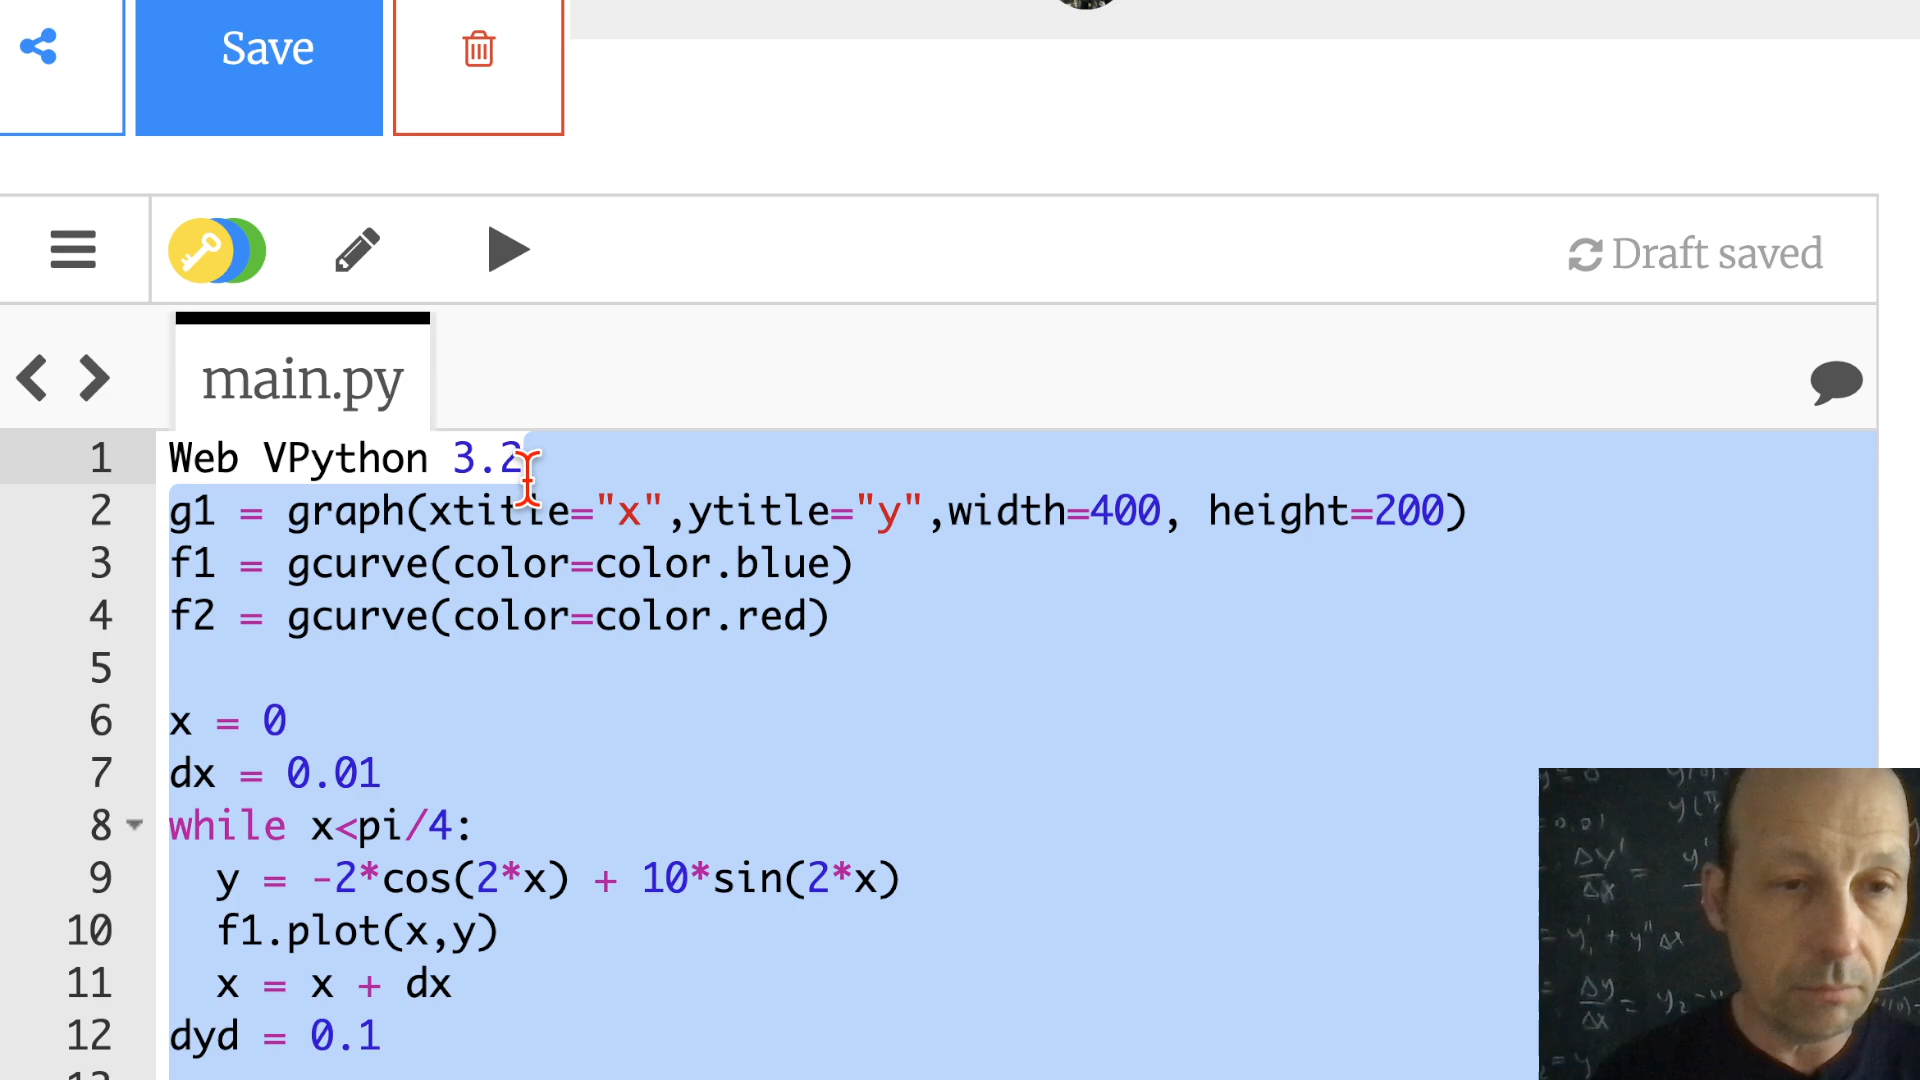 Save
Draft saved
main.py
1 Web VPython 3.2
2 g1 = graph(xtitle="x",ytitle="y",width=400, height=200)
3 f1 = gcurve(color=color.blue)
4 f2 = gcurve(color=color.red)
5
6 x = 0
7 dx = 0.01
8 while x<pi/4:
9 y = -2*cos(2*x) + 10*sin(2*x)
10 f1.plot(x,y)
11 x = x + dx
12 dyd = 0.1